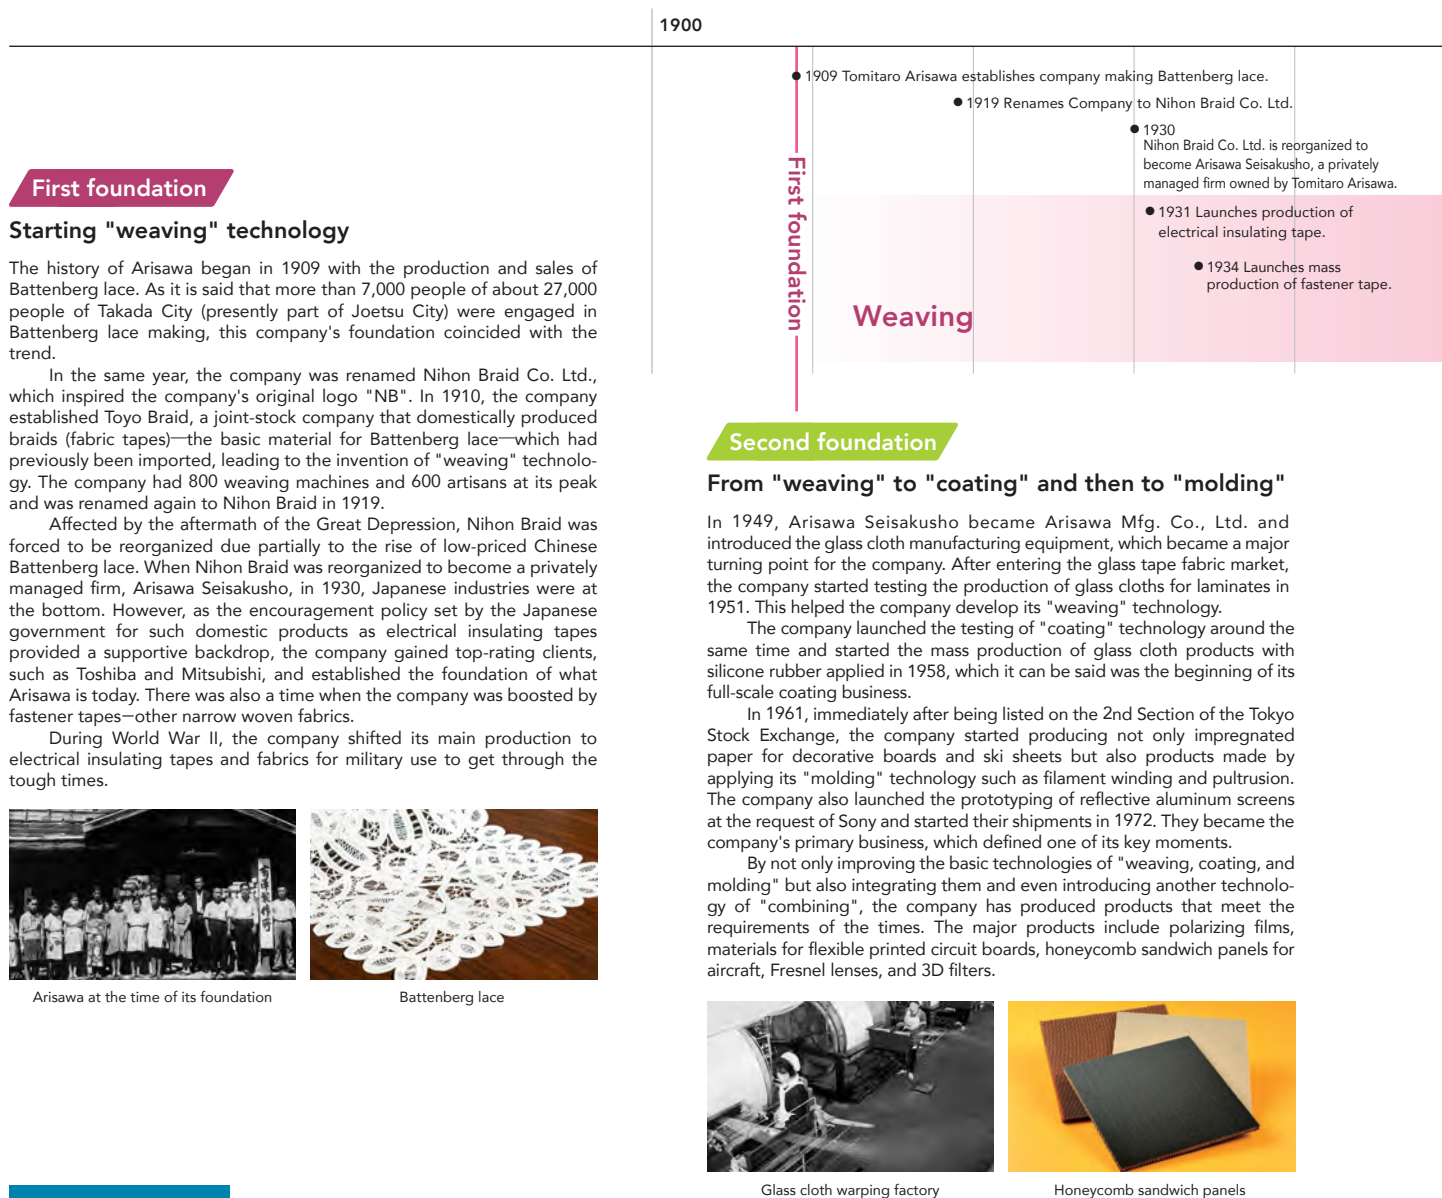 1900
1909 Tomitaro Arisawa establishes company making Battenberg lace.
1919 Renames Company to Nihon Braid Co. Ltd.
1930
Nihon Braid Co. Ltd. is reorganized to
become Arisawa Seisakusho, a privately
managed firm owned by Tomitaro Arisawa.
1931 Launches production of
electrical insulating tape.
1934 Launches mass
production of fastener tape.
First foundation
Weaving
First foundation
Starting "weaving" technology
The history of Arisawa began in 1909 with the production and sales of
Battenberg lace. As it is said that more than 7,000 people of about 27,000
people of Takada City (presently part of Joetsu City) were engaged in
Battenberg lace making, this company's foundation coincided with the
trend.
In the same year, the company was renamed Nihon Braid Co. Ltd.,
which inspired the company's original logo "NB". In 1910, the company
established Toyo Braid, a joint-stock company that domestically produced
braids (fabric tapes)—the basic material for Battenberg lace—which had
previously been imported, leading to the invention of "weaving" technolo-
gy. The company had 800 weaving machines and 600 artisans at its peak
and was renamed again to Nihon Braid in 1919.
Affected by the aftermath of the Great Depression, Nihon Braid was
forced to be reorganized due partially to the rise of low-priced Chinese
Battenberg lace. When Nihon Braid was reorganized to become a privately
managed firm, Arisawa Seisakusho, in 1930, Japanese industries were at
the bottom. However, as the encouragement policy set by the Japanese
government for such domestic products as electrical insulating tapes
provided a supportive backdrop, the company gained top-rating clients,
such as Toshiba and Mitsubishi, and established the foundation of what
Arisawa is today. There was also a time when the company was boosted by
fastener tapes—other narrow woven fabrics.
During World War II, the company shifted its main production to
electrical insulating tapes and fabrics for military use to get through the
tough times.
Arisawa at the time of its foundation
Battenberg lace
Second foundation
From "weaving" to "coating" and then to "molding"
In 1949, Arisawa Seisakusho became Arisawa Mfg. Co., Ltd. and
introduced the glass cloth manufacturing equipment, which became a major
turning point for the company. After entering the glass tape fabric market,
the company started testing the production of glass cloths for laminates in
1951. This helped the company develop its "weaving" technology.
The company launched the testing of "coating" technology around the
same time and started the mass production of glass cloth products with
silicone rubber applied in 1958, which it can be said was the beginning of its
full-scale coating business.
In 1961, immediately after being listed on the 2nd Section of the Tokyo
Stock Exchange, the company started producing not only impregnated
paper for decorative boards and ski sheets but also products made by
applying its "molding" technology such as filament winding and pultrusion.
The company also launched the prototyping of reflective aluminum screens
at the request of Sony and started their shipments in 1972. They became the
company's primary business, which defined one of its key moments.
By not only improving the basic technologies of "weaving, coating, and
molding" but also integrating them and even introducing another technolo-
gy of "combining", the company has produced products that meet the
requirements of the times. The major products include polarizing films,
materials for flexible printed circuit boards, honeycomb sandwich panels for
aircraft, Fresnel lenses, and 3D filters.
Glass cloth warping factory
Honeycomb sandwich panels